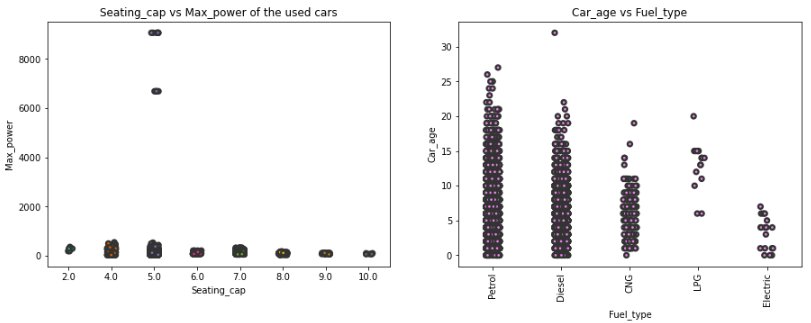 Seating_cap vs Max_power of the used cars
8000
6000
4000
2000
0
Max_power
2.0 4.0 5.0 6.0 7.0 8.0 9.0 10.0
Seating_cap
Car_age vs Fuel_type
30
25
20
15
10
5
0
Car_age
Petrol Diesel CNG LPG Electric
Fuel_type